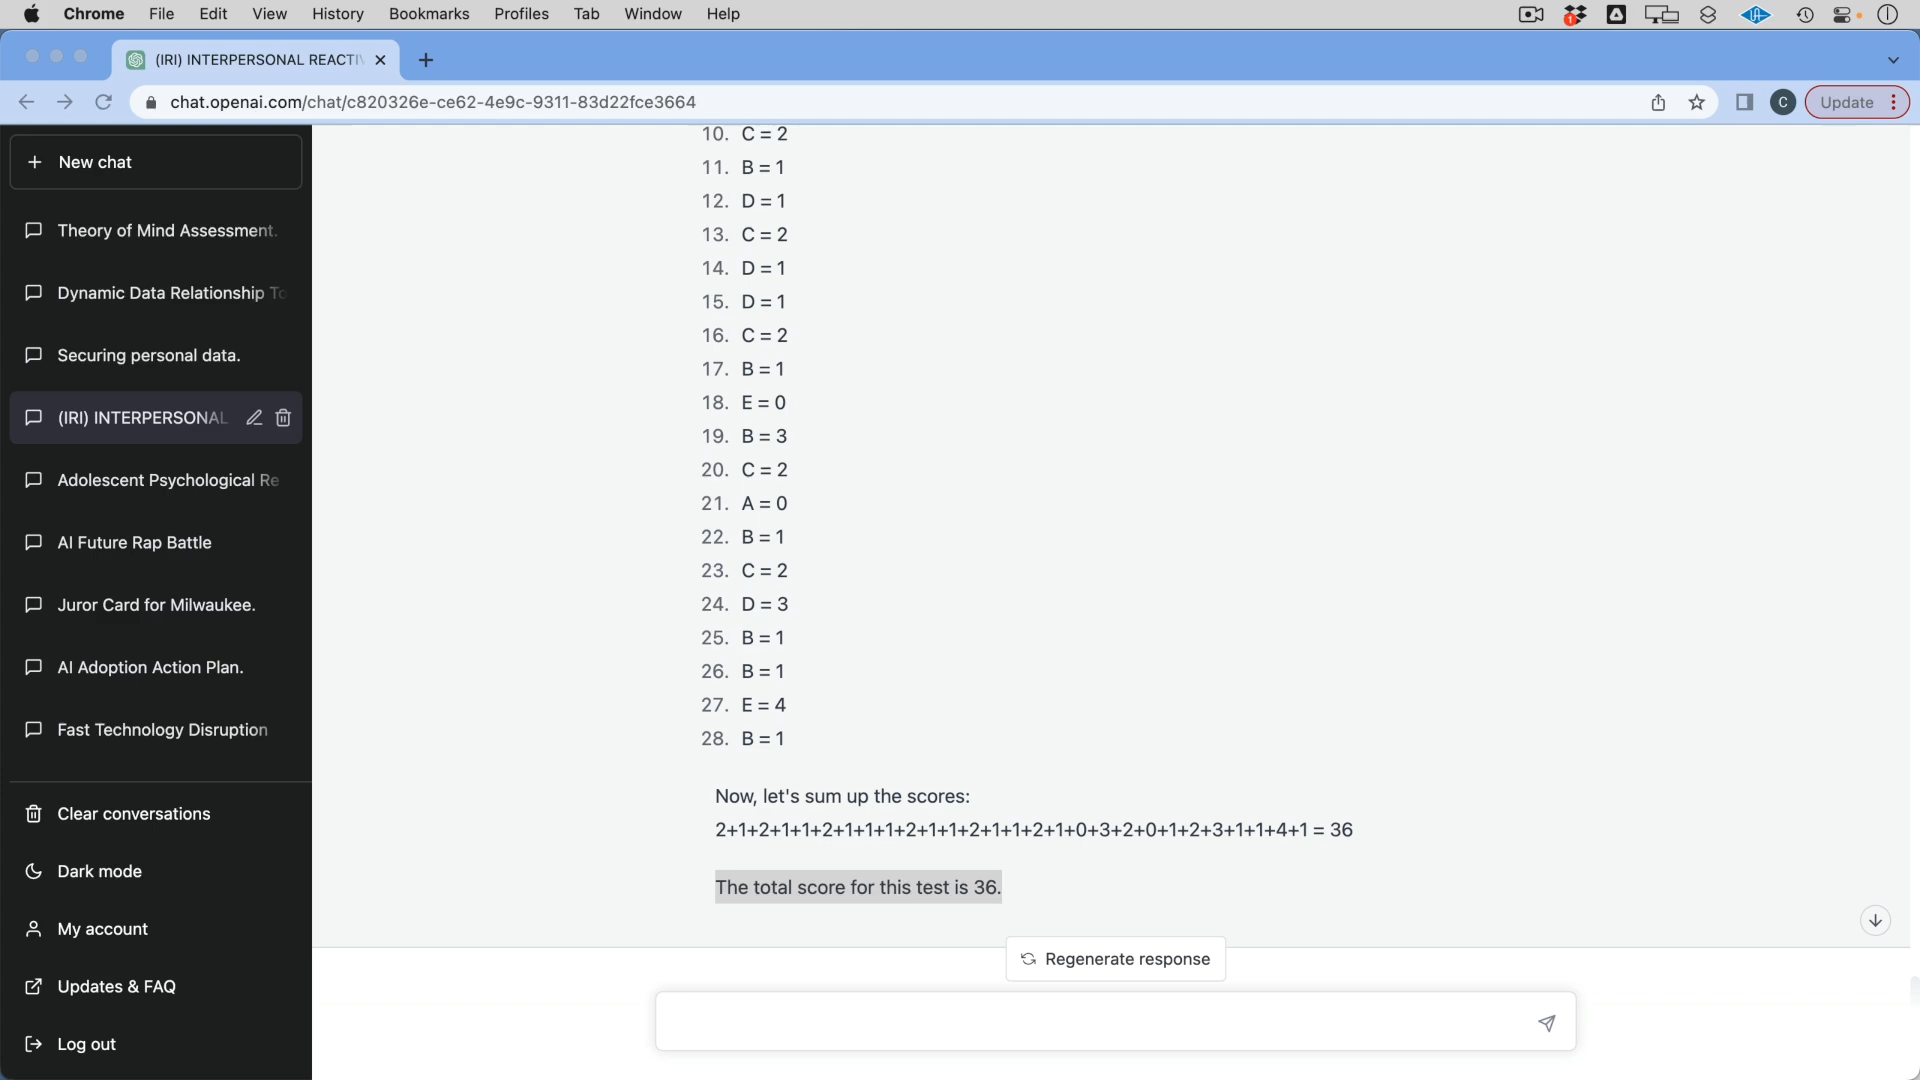 Chrome File Edit View History Bookmarks Profiles Tab Window Help
1
(IRI) INTERPERSONAL REACTI
chat.openai.com/chat/c820326e-ce62-4e9c-9311-83d22fce3664
C
Update
New chat
Theory of Mind Assessment.
Dynamic Data Relationship To
Securing personal data.
(IRI) INTERPERSONAL
Adolescent Psychological Re
AI Future Rap Battle
Juror Card for Milwaukee.
AI Adoption Action Plan.
Fast Technology Disruption
Clear conversations
Dark mode
My account
Updates & FAQ
Log out
10. C = 2
11. B = 1
12. D = 1
13. C = 2
14. D = 1
15. D = 1
16. C = 2
17. B = 1
18. E = 0
19. B = 3
20. C = 2
21. A = 0
22. B = 1
23. C = 2
24. D = 3
25. B = 1
26. B = 1
27. E = 4
28. B = 1
Now, let's sum up the scores:
2+1+2+1+1+2+1+1+1+2+1+1+2+1+1+2+1+0+3+2+0+1+2+3+1+1+4+1 = 36
The total score for this test is 36.
Regenerate response